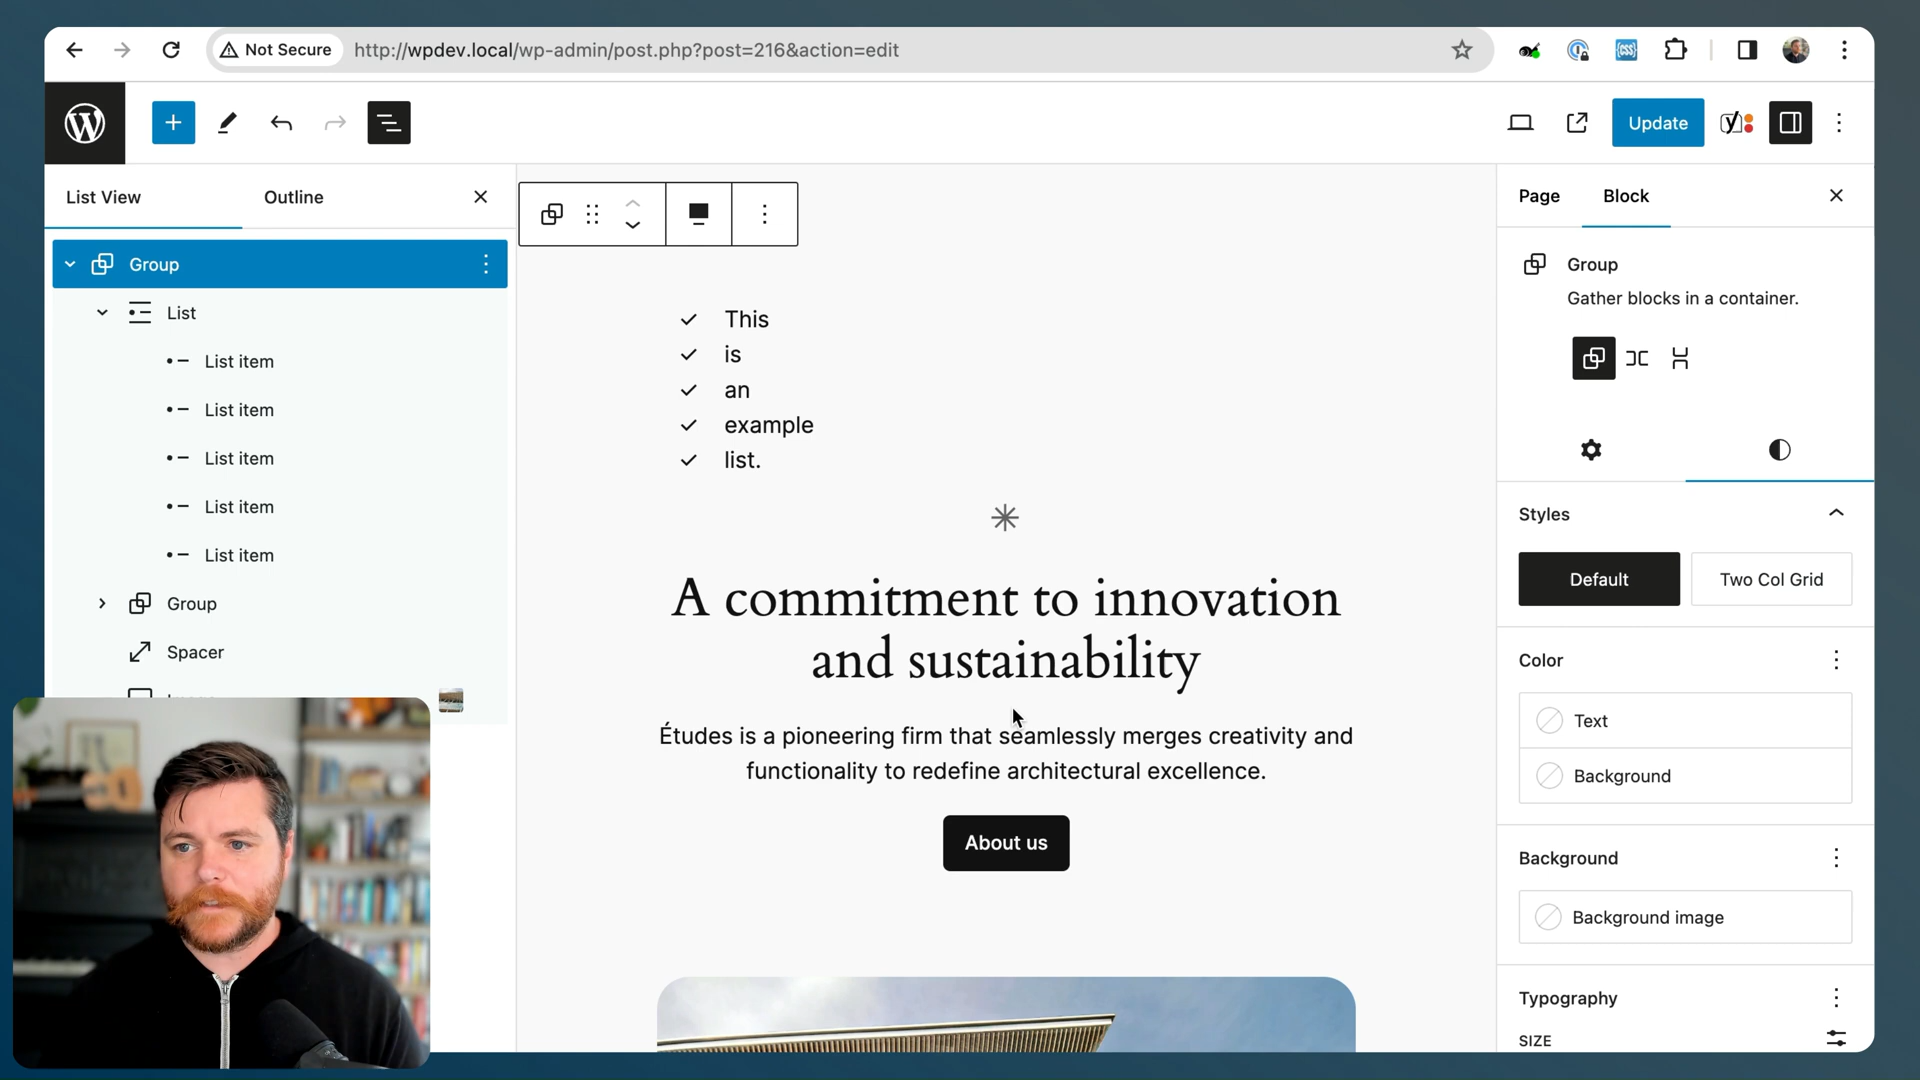 Not Secure
http://wpdev.local/wp-admin/post.php?post=216&action=edit
Update
List View
Outline
Group
List
List item
List item
List item
List item
List item
Group
Spacer
This
is
an
example
list.
A commitment to innovation
and sustainability
Études is a pioneering firm that seamlessly merges creativity and
functionality to redefine architectural excellence.
About us
Page
Block
Group
Gather blocks in a container.
Styles
Default
Two Col Grid
Color
Text
Background
Background
Background image
Typography
SIZE